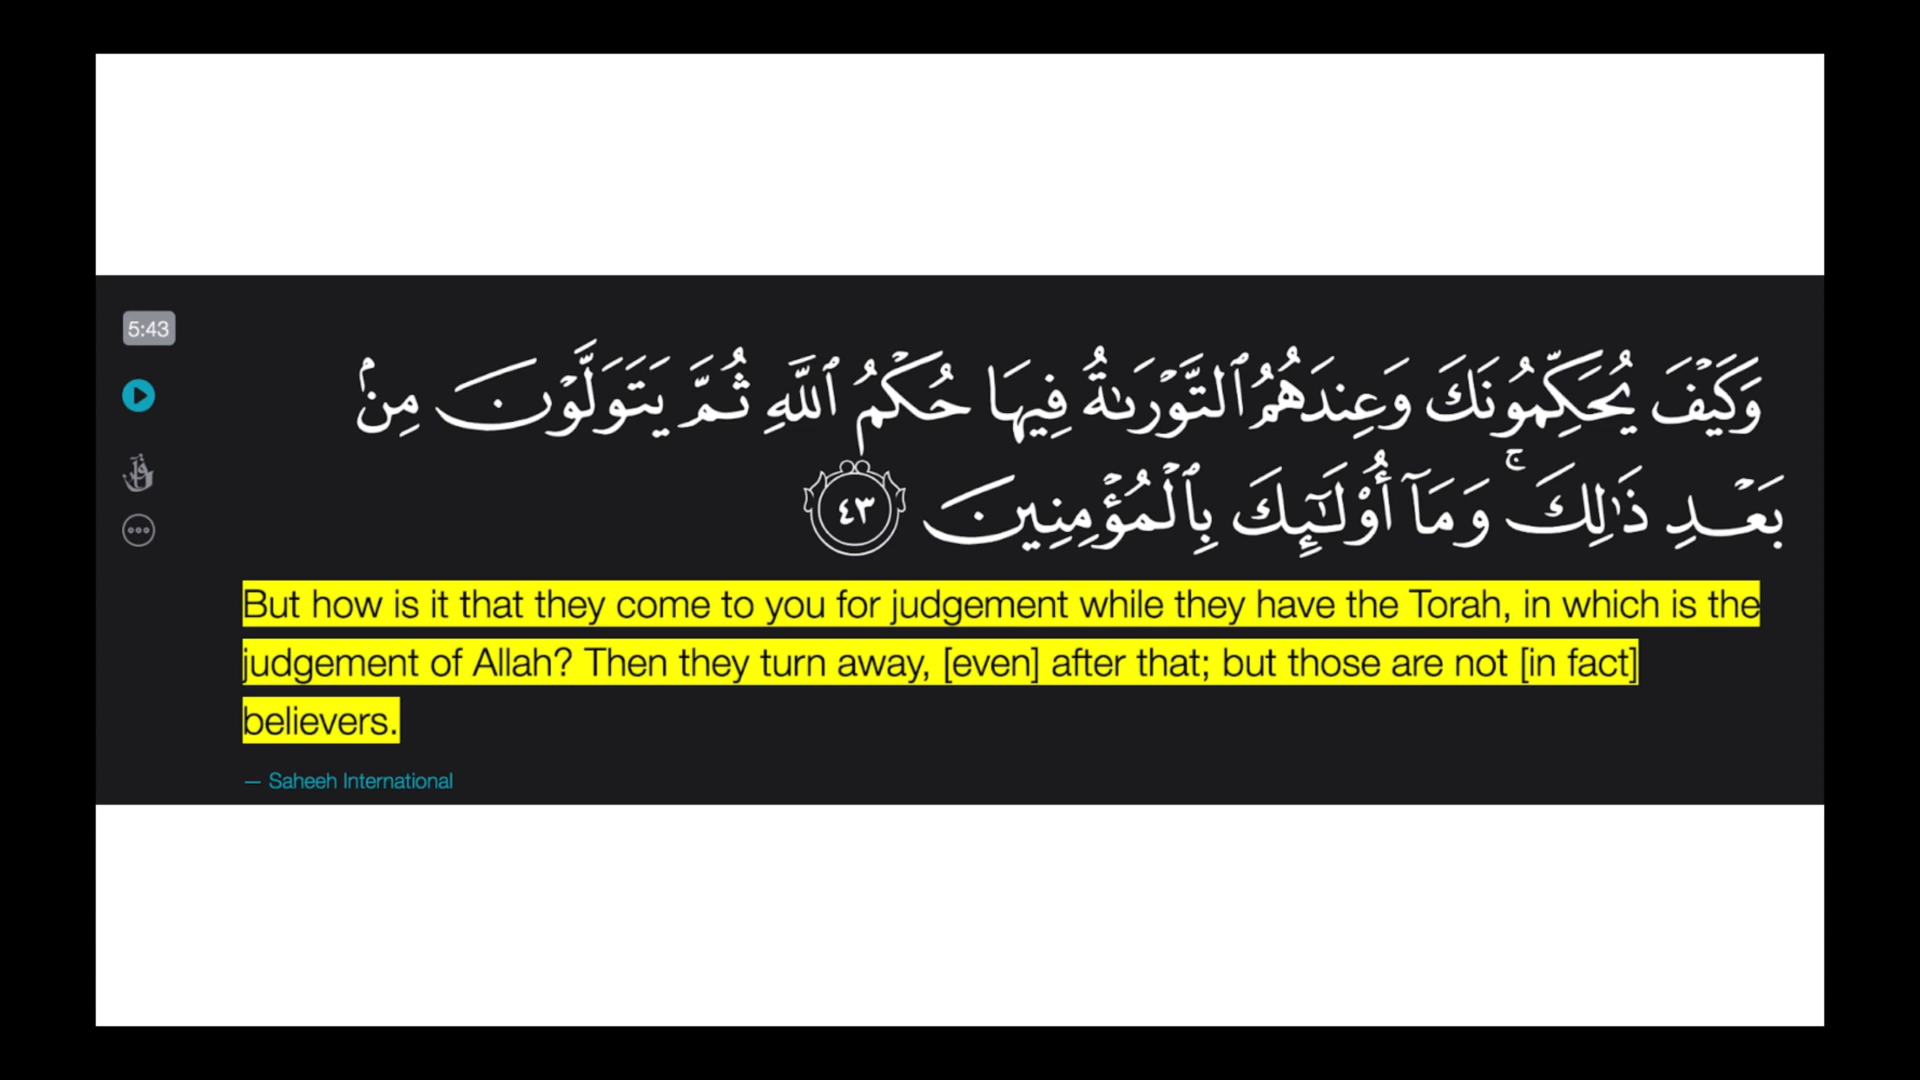 5:43
وَكَيْفَ يُحَكِّمُونَكَ وَعِندَهُمُ ٱلتَّوْرَىٰةُ فِيهَا حُكْمُ ٱللَّهِ ثُمَّ يَتَوَلَّوْنَ مِنۢ
بَعْدِ ذَٰلِكَ ۚ وَمَآ أُو۟لَـٰٓئِكَ بِٱلْمُؤْمِنِينَ ٤٣
But how is it that they come to you for judgement while they have the Torah, in which is the
judgement of Allah? Then they turn away, [even] after that; but those are not [in fact]
believers.
— Saheeh International